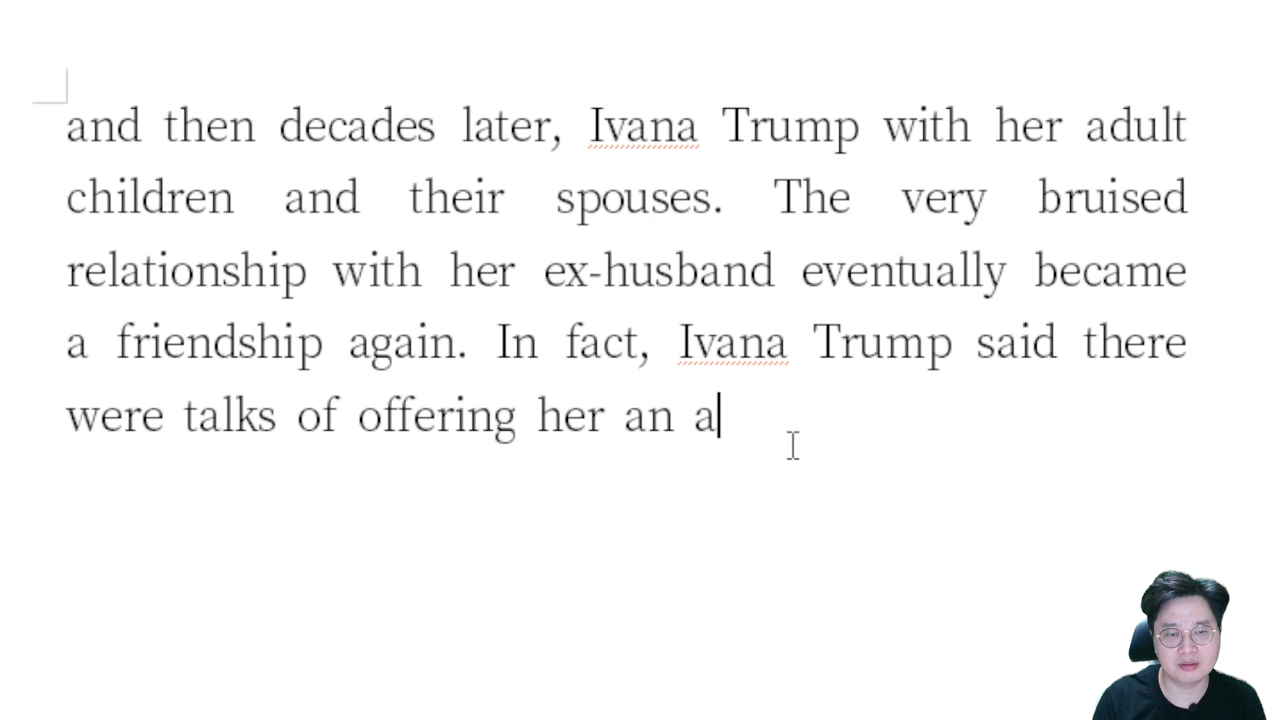 and then decades later, Ivana Trump with her adult
children and their spouses. The very bruised
relationship with her ex-husband eventually became
a friendship again. In fact, Ivana Trump said there
were talks of offering her an a